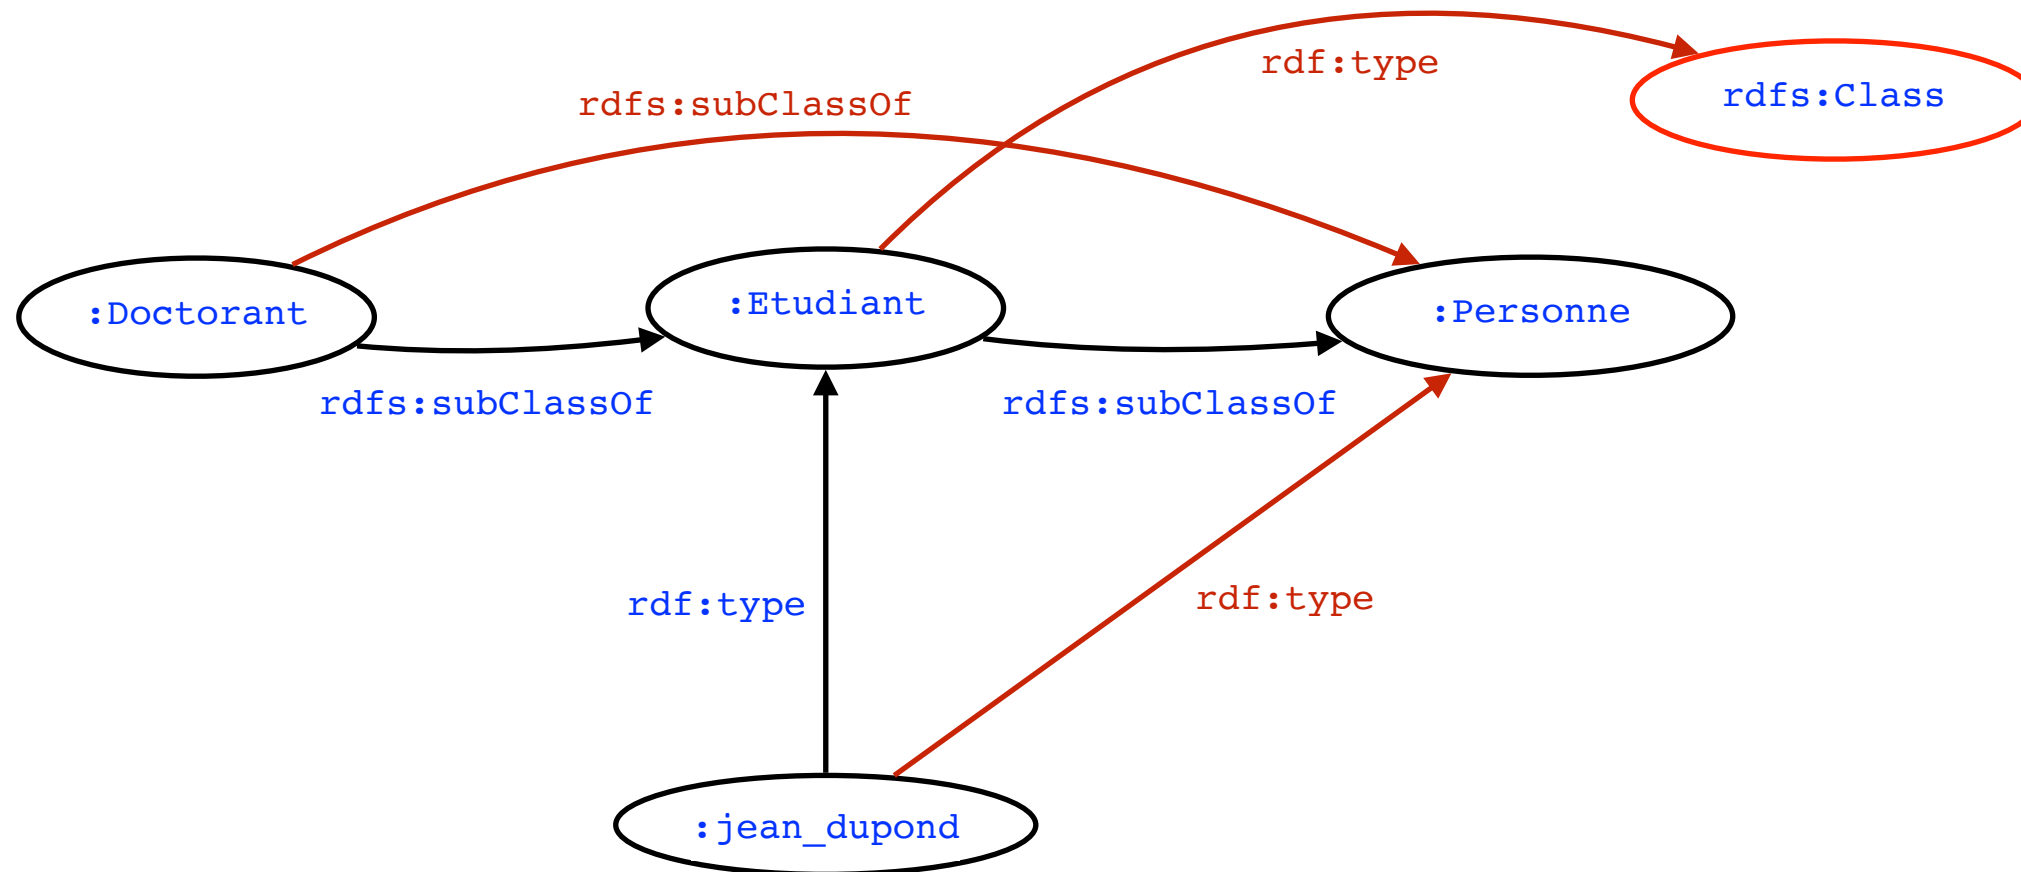 rdf:type
rdfs:Class
rdfs:subClassOf
:Doctorant
:Etudiant
:Personne
rdfs:subClassOf
rdfs:subClassOf
rdf:type
rdf:type
:jean_dupond